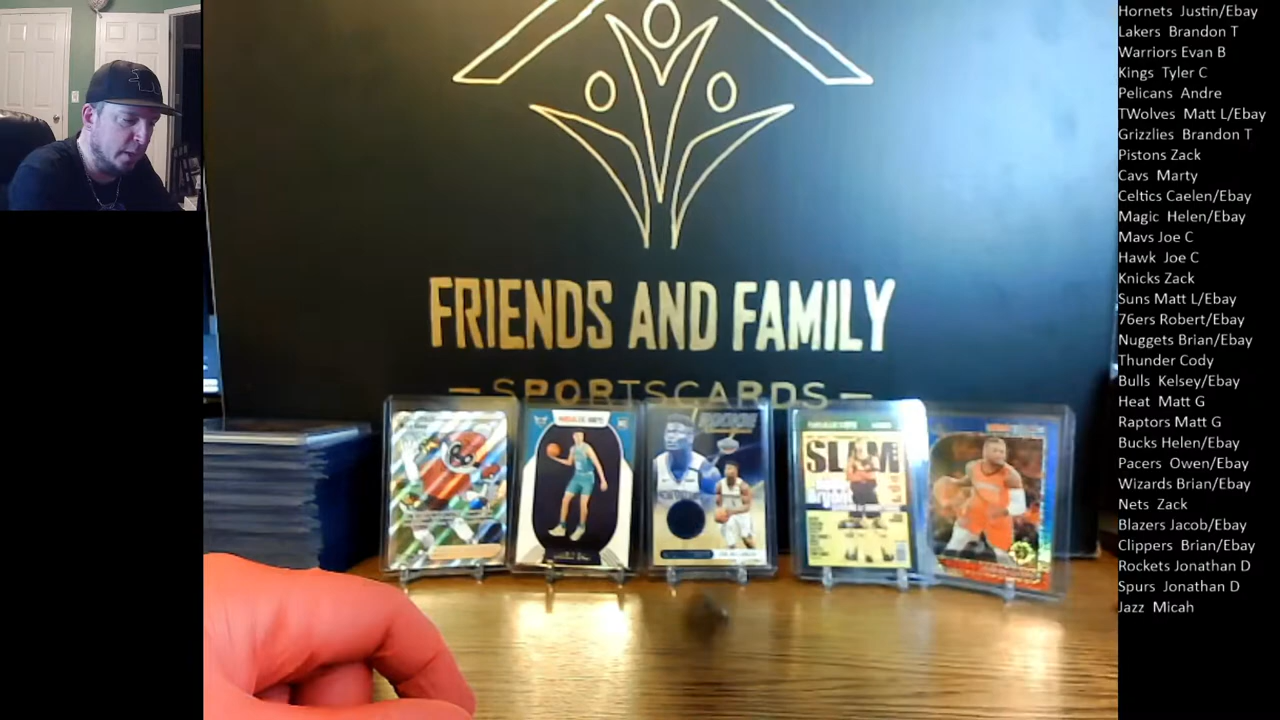 FRIENDS AND FAMILY
SPORTSCARDS
SLAM
Hornets Justin/Ebay
Lakers Brandon T
Warriors Evan B
Kings Tyler C
Pelicans Andre
TWolves Matt L/Ebay
Grizzlies Brandon T
Pistons Zack
Cavs Marty
Celtics Caelen/Ebay
Magic Helen/Ebay
Mavs Joe C
Hawk Joe C
Knicks Zack
Suns Matt L/Ebay
76ers Robert/Ebay
Nuggets Brian/Ebay
Thunder Cody
Bulls Kelsey/Ebay
Heat Matt G
Raptors Matt G
Bucks Helen/Ebay
Pacers Owen/Ebay
Wizards Brian/Ebay
Nets Zack
Blazers Jacob/Ebay
Clippers Brian/Ebay
Rockets Jonathan D
Spurs Jonathan D
Jazz Micah